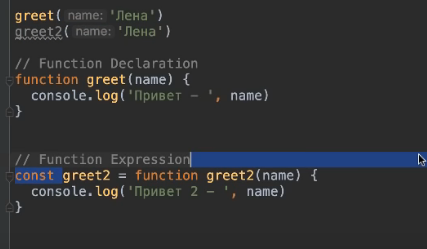 greet( name: 'Лена')
greet2( name: 'Лена')
// Function Declaration
function greet(name) {
console.log('Привет - ', name)
}
// Function Expression
const greet2 = function greet2(name) {
console.log('Привет 2 - ', name)
}